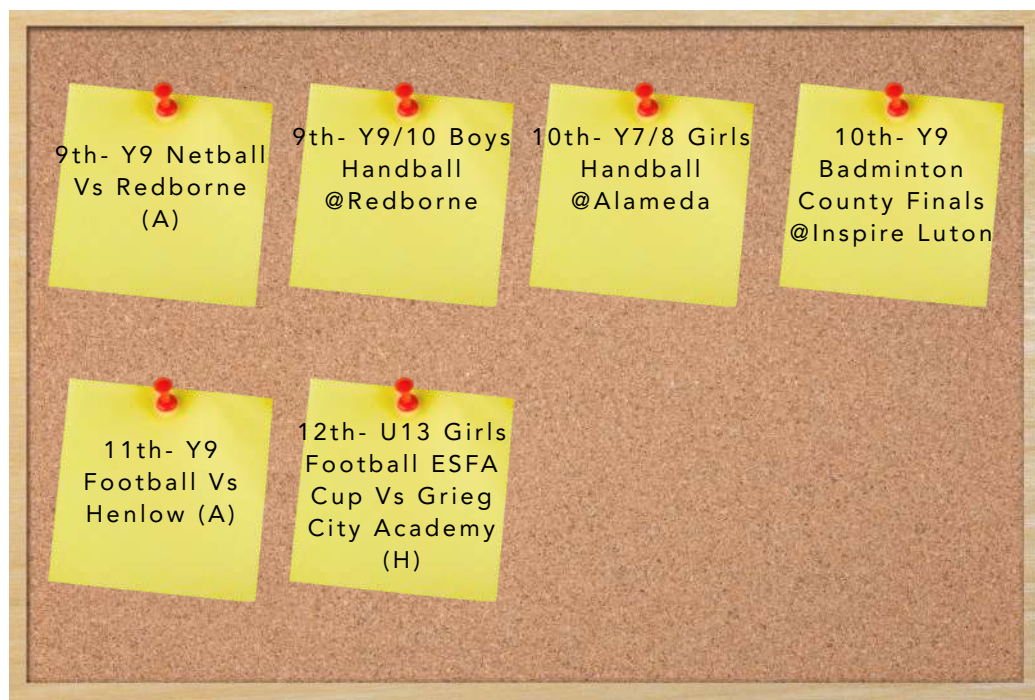 9th- Y9 Netball
Vs Redborne
(A)
9th- Y9/10 Boys
Handball
@Redborne
10th- Y7/8 Girls
Handball
@Alameda
10th- Y9
Badminton
County Finals
@Inspire Luton
11th- Y9
Football Vs
Henlow (A)
12th- U13 Girls
Football ESFA
Cup Vs Grieg
City Academy
(H)